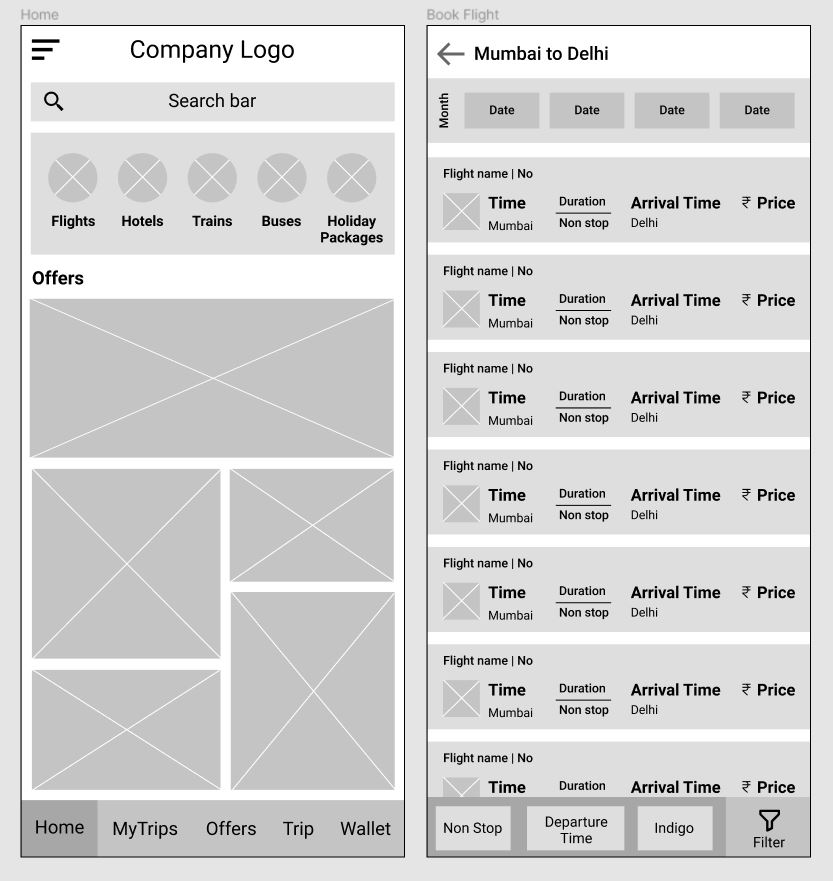 Home
Company Logo
Search bar
Flights
Hotels
Trains
Buses
Holiday
Packages
Offers
Home
MyTrips
Offers
Trip
Wallet
Book Flight
Mumbai to Delhi
Month
Date
Date
Date
Date
Flight name | No
Time
Mumbai
Duration
Non stop
Arrival Time
Delhi
₹ Price
Flight name | No
Time
Mumbai
Duration
Non stop
Arrival Time
Delhi
₹ Price
Flight name | No
Time
Mumbai
Duration
Non stop
Arrival Time
Delhi
₹ Price
Flight name | No
Time
Mumbai
Duration
Non stop
Arrival Time
Delhi
₹ Price
Flight name | No
Time
Mumbai
Duration
Non stop
Arrival Time
Delhi
₹ Price
Flight name | No
Time
Mumbai
Duration
Non stop
Arrival Time
Delhi
₹ Price
Flight name | No
Time
Duration
Arrival Time
₹ Price
Non Stop
Departure
Time
Indigo
Filter